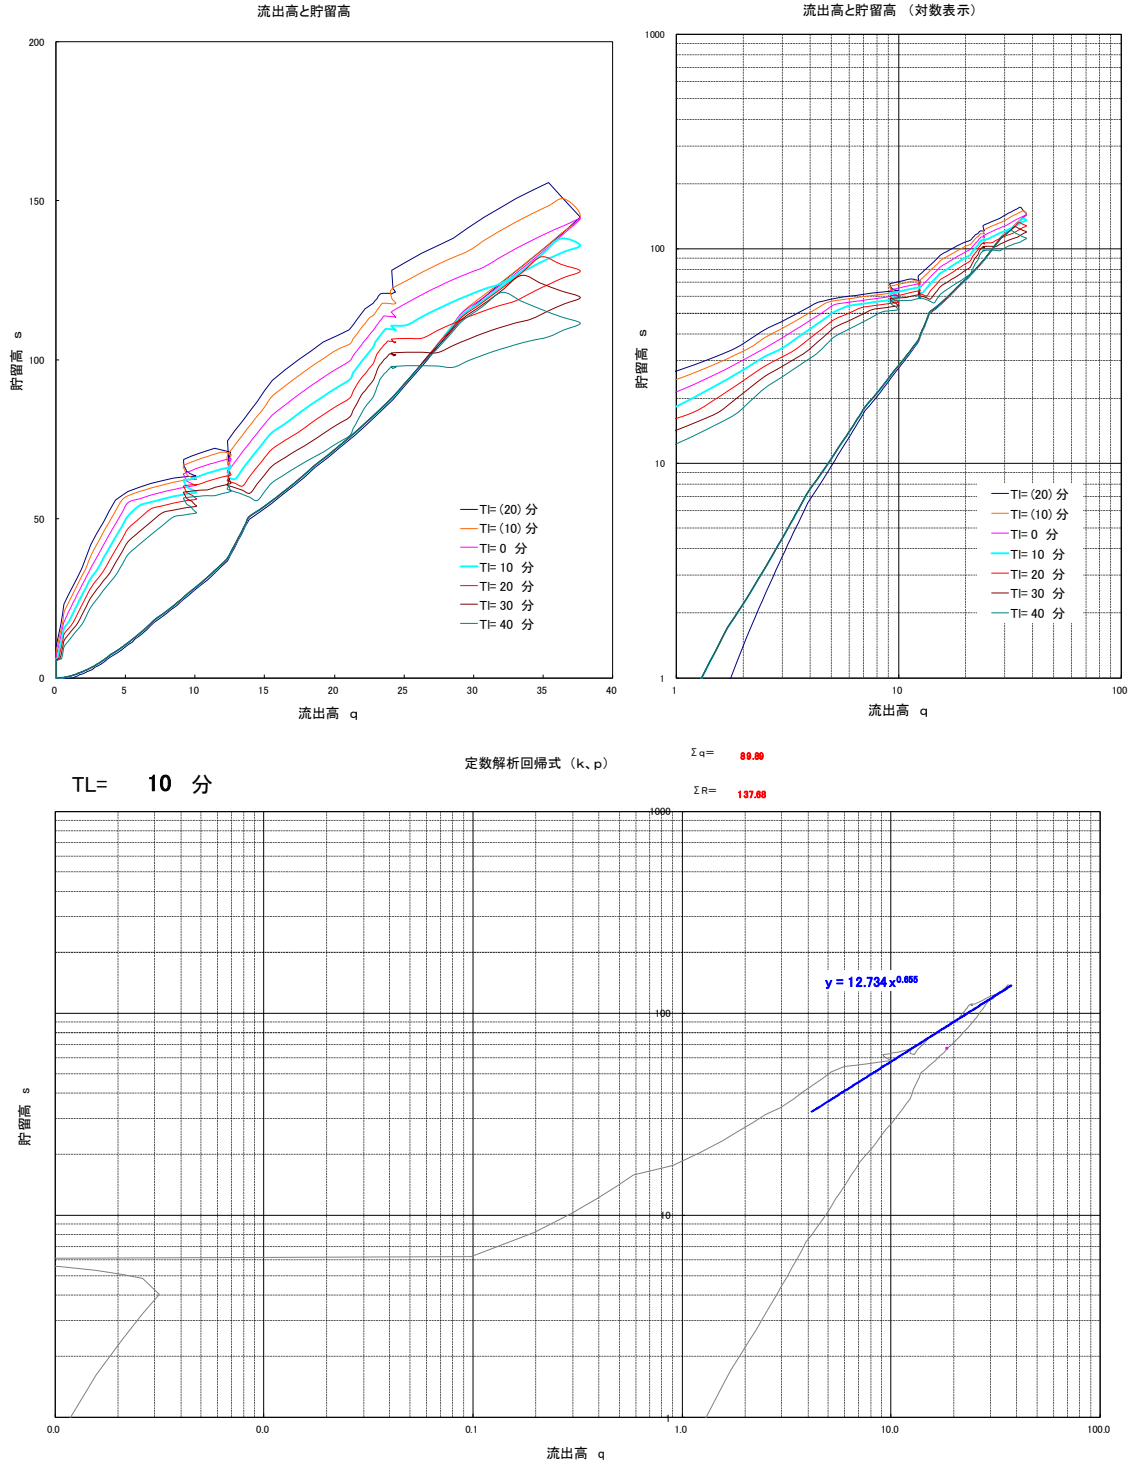 流出高と貯留高
流出高と貯留高 (対数表示)
200
150
100
50
0
貯留高 s
0 5 10 15 20 25 30 35 40
流出高 q
Tl= (20) 分
Tl= (10) 分
Tl= 0 分
Tl= 10 分
Tl= 20 分
Tl= 30 分
Tl= 40 分
1000
100
10
1
貯留高 s
1 10 100
流出高 q
Tl= (20) 分
Tl= (10) 分
Tl= 0 分
Tl= 10 分
Tl= 20 分
Tl= 30 分
Tl= 40 分
TL= 10 分
定数解析回帰式 (k、p)
Σq= 89.89
ΣR= 137.68
1000
100
10
1
貯留高 s
y = 12.734x^0.655
0.0 0.0 0.1 1.0 10.0 100.0
流出高 q